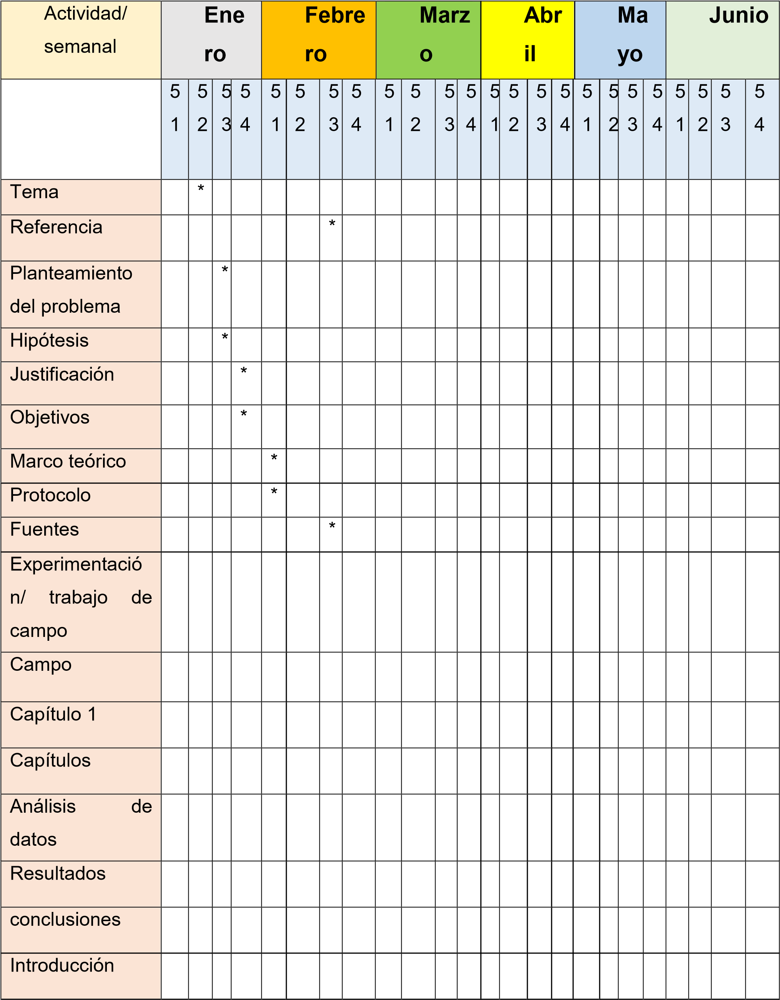 Actividad/ Ene Febre Marz Abr Ma Junio
semanal ro ro o il yo
5 5 5 5 5 5 5 5 5 5 5 5 5 5 5 5 5 5 5 5 5 5 5 5
1 2 3 4 1 2 3 4 1 2 3 4 1 2 3 4 1 2 3 4 1 2 3 4
Tema *
Referencia *
Planteamiento *
del problema
Hipótesis *
Justificación *
Objetivos *
Marco teórico *
Protocolo *
Fuentes *
Experimentació
n/ trabajo de
campo
Campo
Capítulo 1
Capítulos
Análisis de
datos
Resultados
conclusiones
Introducción